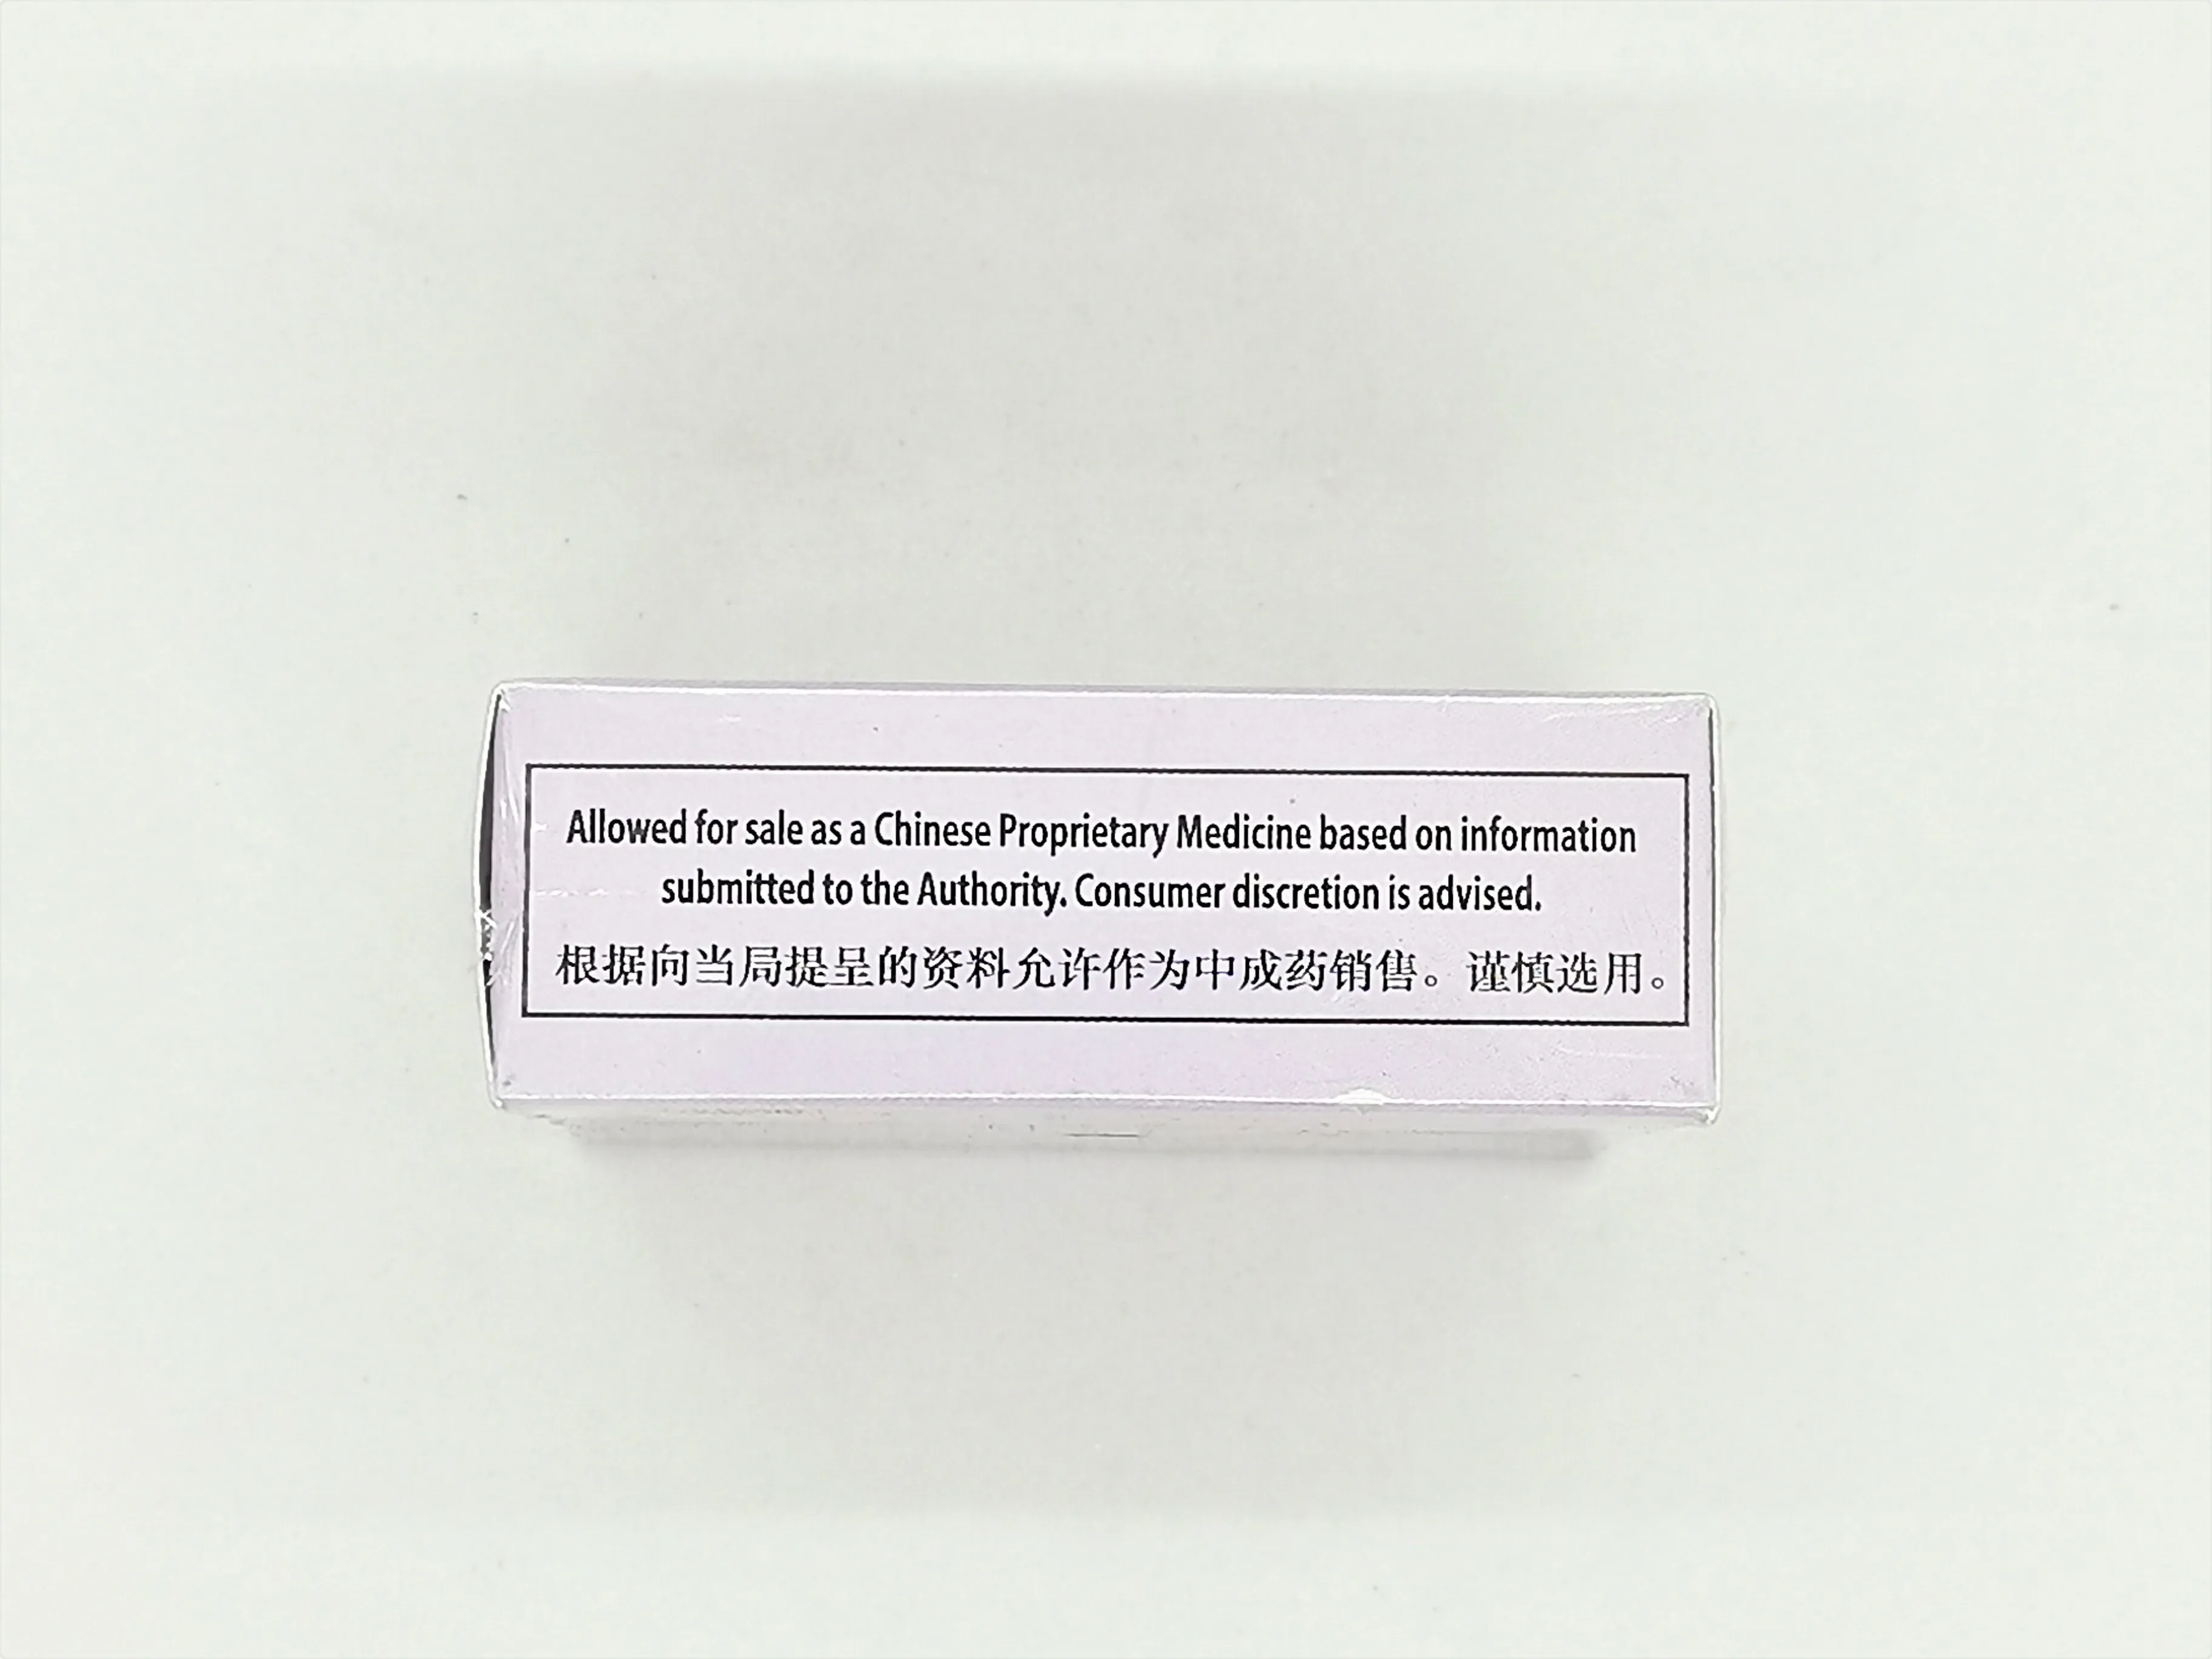 Allowed for sale as a Chinese Proprietary Medicine based on information
submitted to the Authority. Consumer discretion is advised.
根据向当局提呈的资料允许作为中成药销售。谨慎选用。